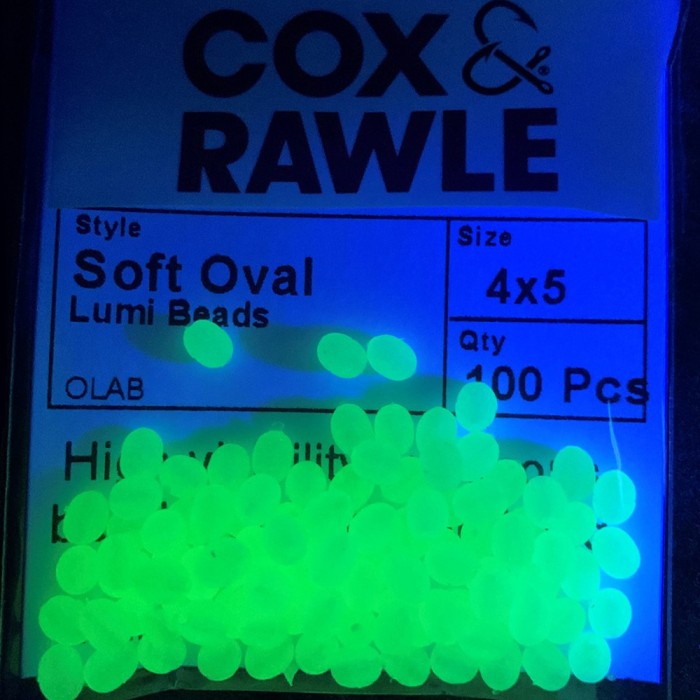 COX &
RAWLE
Style
Soft Oval
Lumi Beads
OLAB
Size
4x5
Qty
100 Pcs